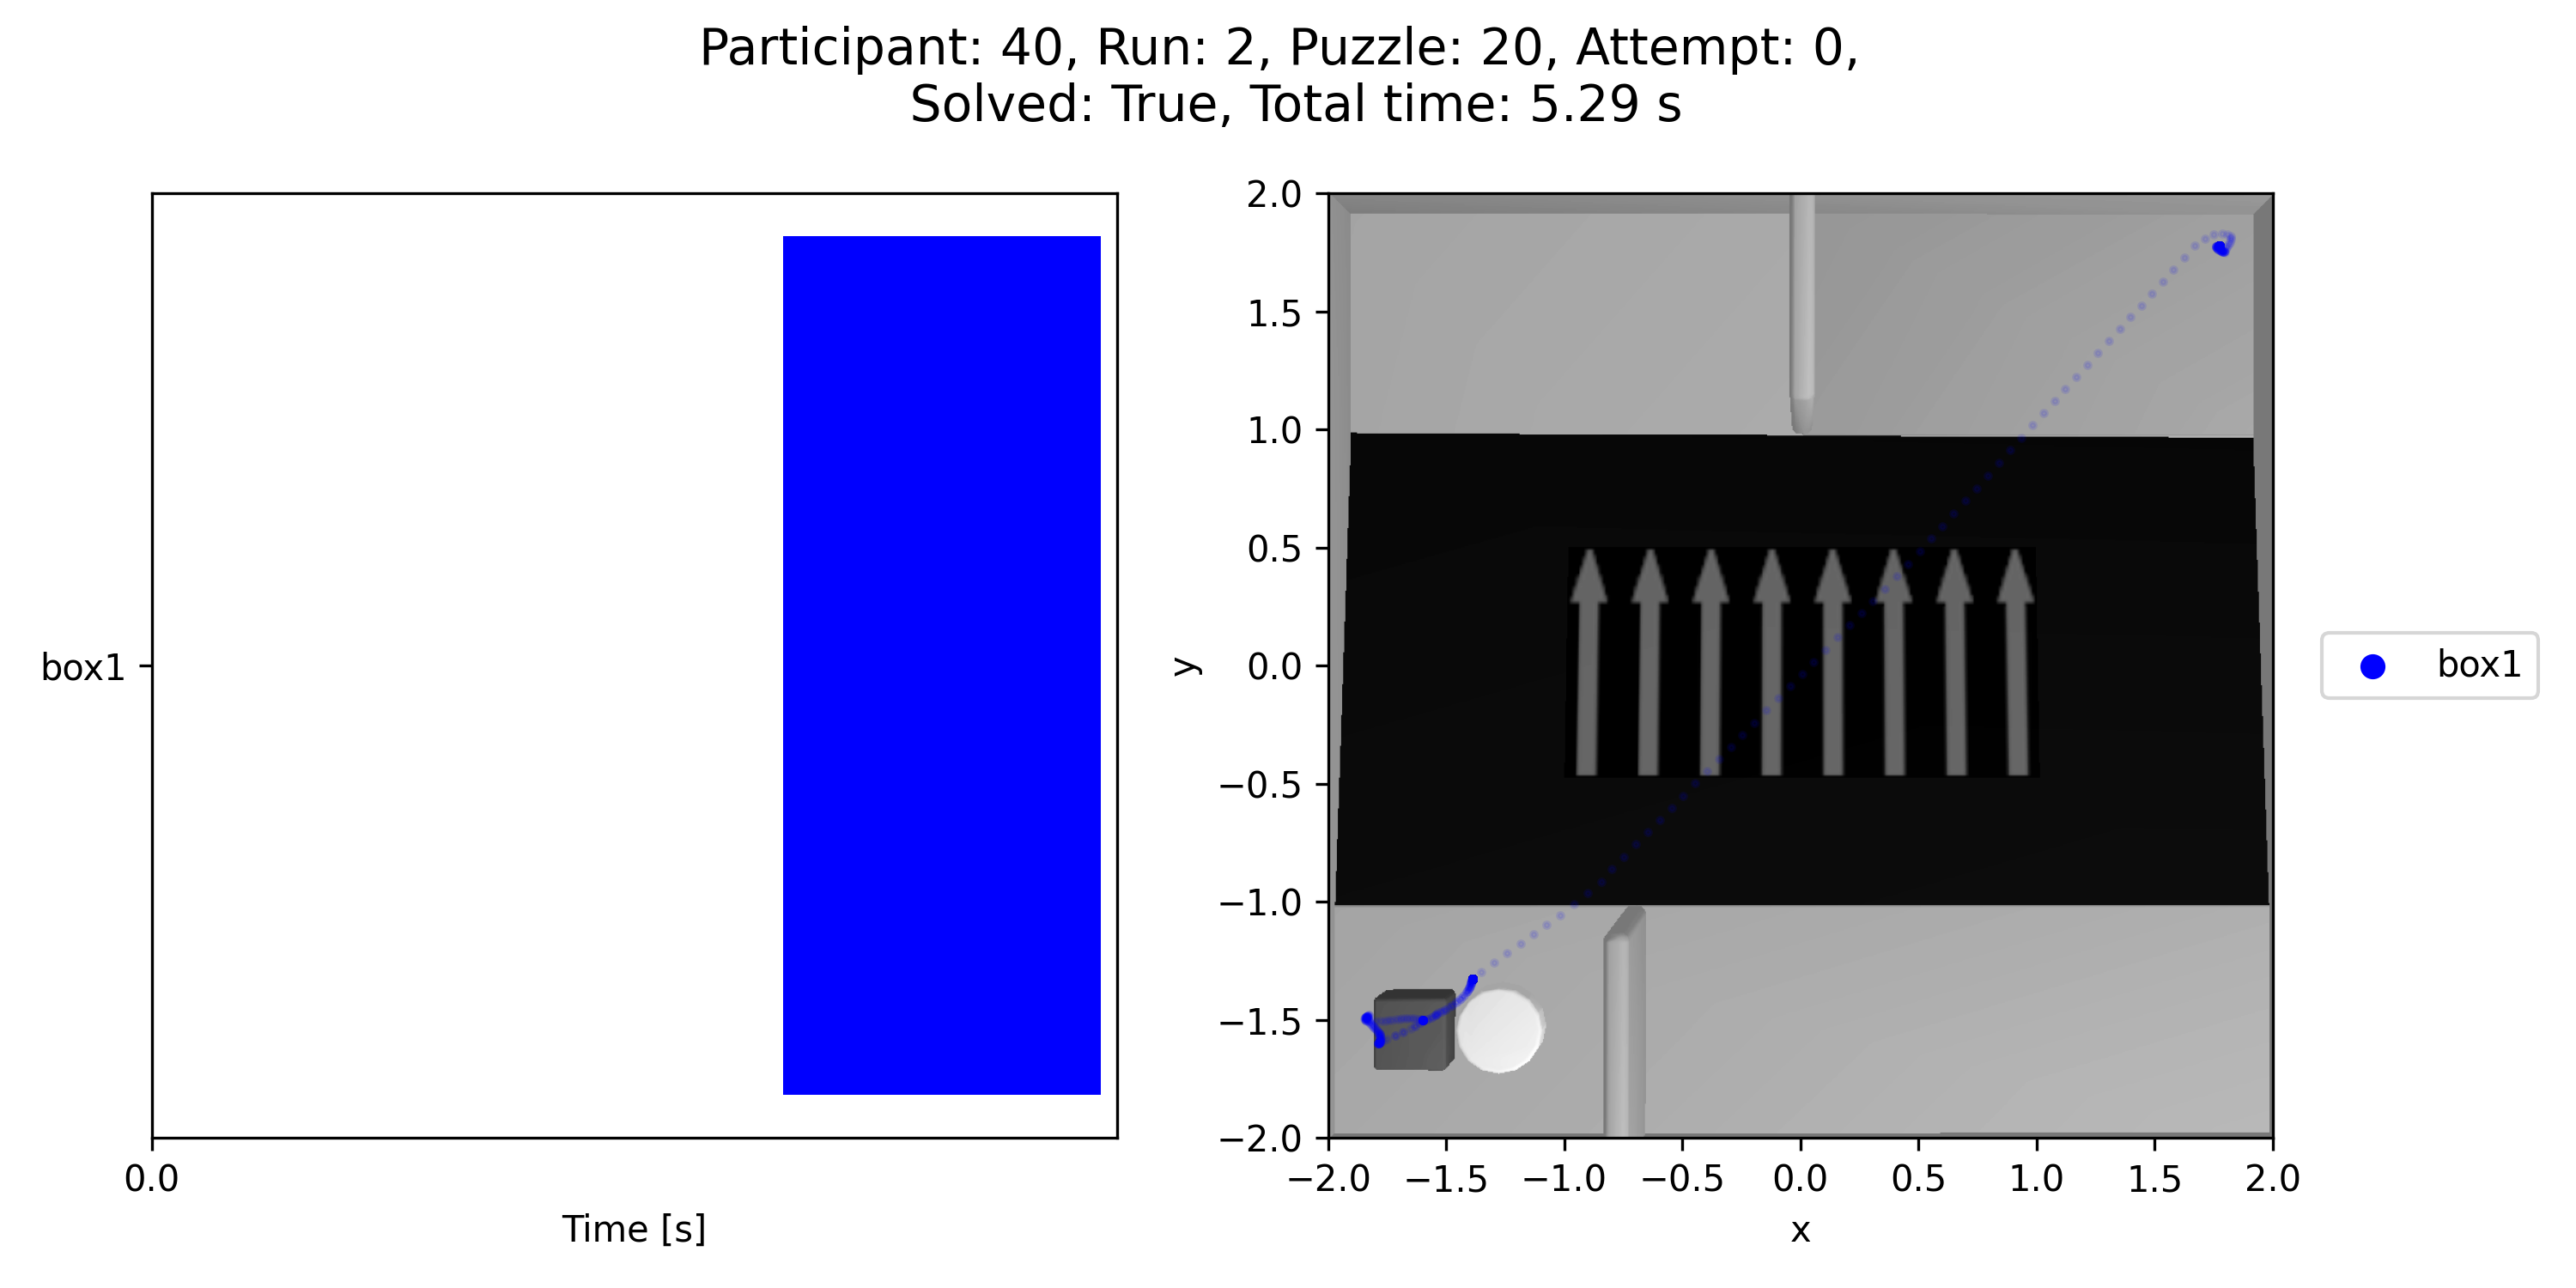 Participant: 40, Run: 2, Puzzle: 20, Attempt: 0,
Solved: True, Total time: 5.29 s
box1
0.0
Time [s]
2.0
1.5
1.0
0.5
0.0
−0.5
−1.0
−1.5
−2.0
y
−2.0 −1.5 −1.0 −0.5 0.0 0.5 1.0 1.5 2.0
x
box1